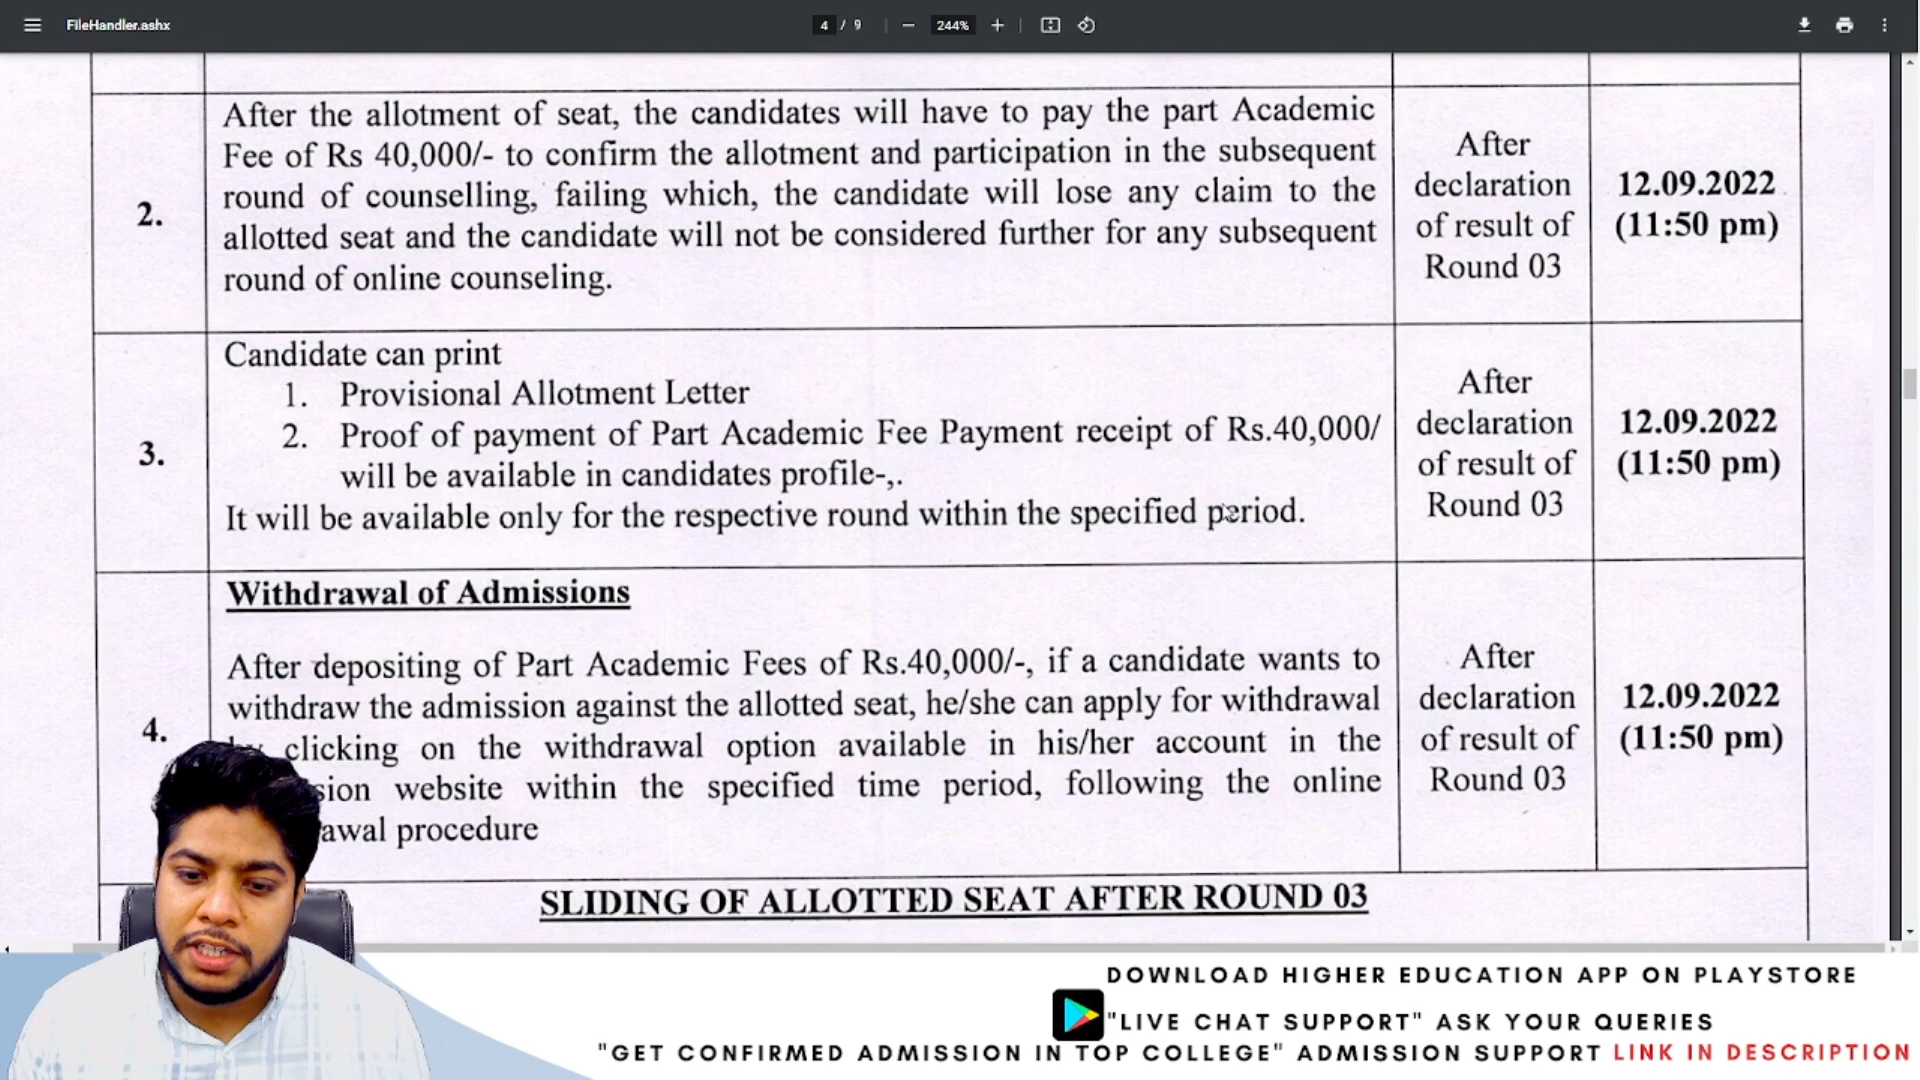 FileHandler.ashx
4 / 9
244%
After the allotment of seat, the candidates will have to pay the part Academic
Fee of Rs 40,000/- to confirm the allotment and participation in the subsequent
2. round of counselling, failing which, the candidate will lose any claim to the
allotted seat and the candidate will not be considered further for any subsequent
round of online counseling.
After
declaration
of result of
Round 03
12.09.2022
(11:50 pm)
3.
Candidate can print
1. Provisional Allotment Letter
2. Proof of payment of Part Academic Fee Payment receipt of Rs.40,000/
will be available in candidates profile-,.
It will be available only for the respective round within the specified period.
After
declaration
of result of
Round 03
12.09.2022
(11:50 pm)
4.
Withdrawal of Admissions
After depositing of Part Academic Fees of Rs.40,000/-, if a candidate wants to
withdraw the admission against the allotted seat, he/she can apply for withdrawal
clicking on the withdrawal option available in his/her account in the
sion website within the specified time period, following the online
awal procedure
After
declaration
of result of
Round 03
12.09.2022
(11:50 pm)
SLIDING OF ALLOTTED SEAT AFTER ROUND 03
DOWNLOAD HIGHER EDUCATION APP ON PLAYSTORE
"LIVE CHAT SUPPORT" ASK YOUR QUERIES
"GET CONFIRMED ADMISSION IN TOP COLLEGE" ADMISSION SUPPORT LINK IN DESCRIPTION